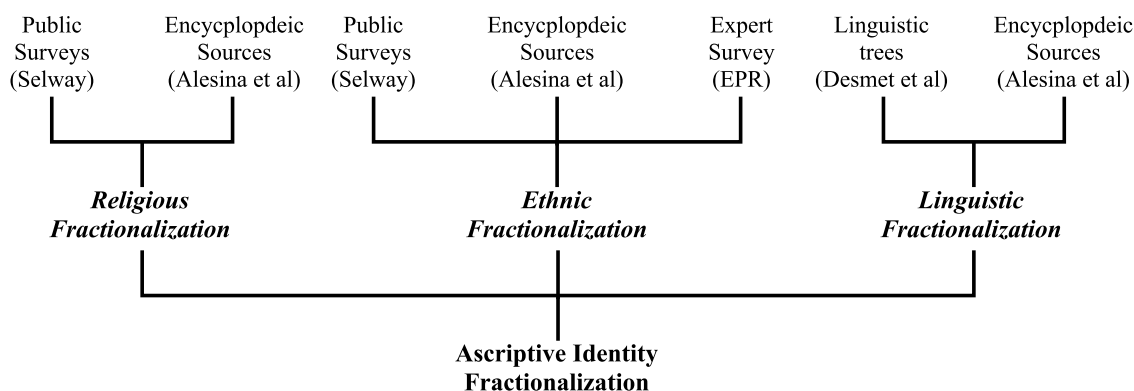 Public
Surveys
(Selway)
Encycplopdeic
Sources
(Alesina et al)
Public
Surveys
(Selway)
Encycplopdeic
Sources
(Alesina et al)
Expert
Survey
(EPR)
Linguistic
trees
(Desmet et al)
Encycplopdeic
Sources
(Alesina et al)
Religious
Fractionalization
Ethnic
Fractionalization
Linguistic
Fractionalization
Ascriptive Identity
Fractionalization